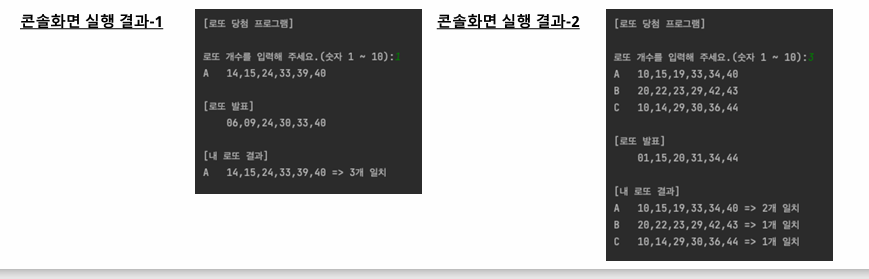 콘솔화면 실행 결과-1
[로또 당첨 프로그램]
로또 개수를 입력해 주세요.(숫자 1 ~ 10):1
A 14,15,24,33,39,40
[로또 발표]
06,09,24,30,33,40
[내 로또 결과]
A 14,15,24,33,39,40 => 3개 일치
콘솔화면 실행 결과-2
[로또 당첨 프로그램]
로또 개수를 입력해 주세요.(숫자 1 ~ 10):3
A 10,15,19,33,34,40
B 20,22,23,29,42,43
C 10,14,29,30,36,44
[로또 발표]
01,15,20,31,34,44
[내 로또 결과]
A 10,15,19,33,34,40 => 2개 일치
B 20,22,23,29,42,43 => 1개 일치
C 10,14,29,30,36,44 => 1개 일치